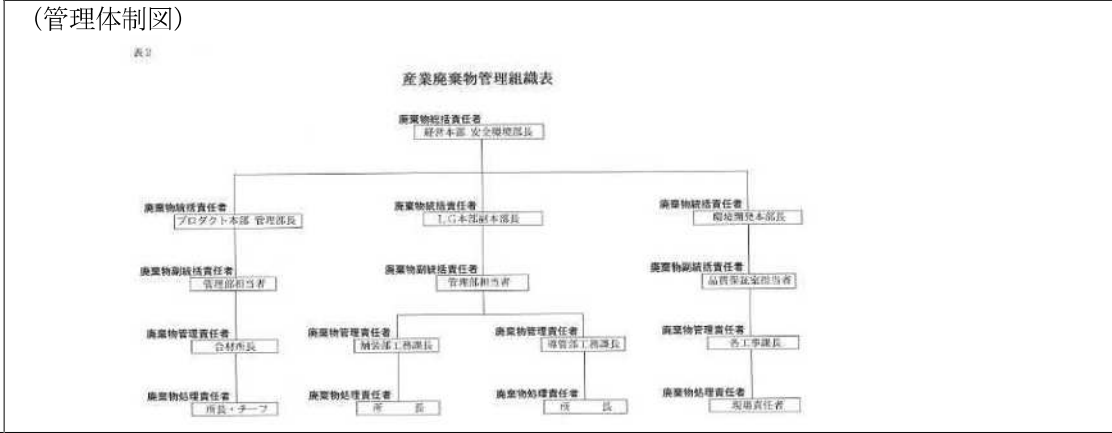 （管理体制図）
表2
産業廃棄物管理組織表
廃棄物総括責任者
経営本部 安全環境部長
廃棄物統括責任者 廃棄物統括責任者 廃棄物統括責任者
プロダクト本部 管理部長 L,G本部副本部長 環境開発本部長
廃棄物副統括責任者 廃棄物副統括責任者 廃棄物副統括責任者
管理部担当者 管理部担当者 品質保証室担当者
廃棄物管理責任者 廃棄物管理責任者 廃棄物管理責任者 廃棄物管理責任者
合材所長 舗装部工務課長 導管部工務課長 各工事課長
廃棄物処理責任者 廃棄物処理責任者 廃棄物処理責任者 廃棄物処理責任者
所長・チーフ 所 長 所 長 現場責任者